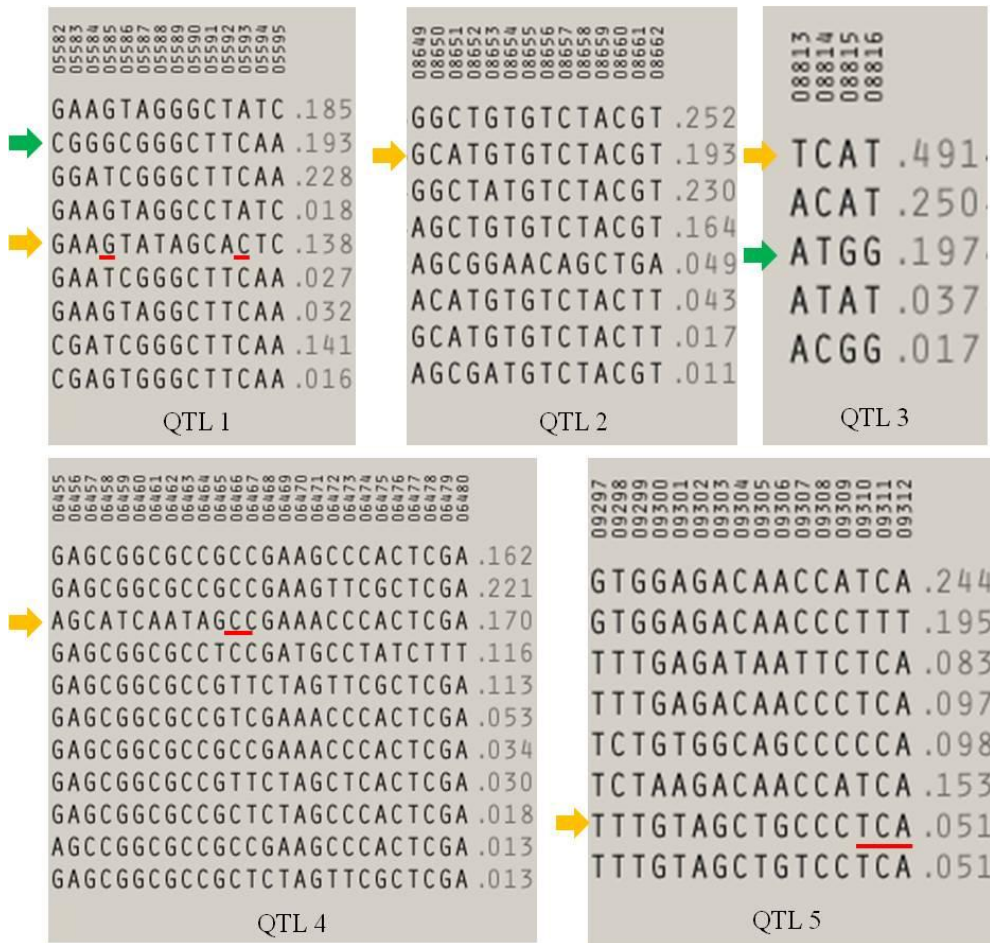 05582 05583 05584 05585 05586 05587 05588 05589 05590 05591 05592 05593 05594 05595
GAAGTAGGGCTATC .185
CGGGCGGGCTTCAA .193
GGATCGGGCTTCAA .228
GAAGTAGGCCTATC .018
GAAGTATAGCACTC .138
GAATCGGGCTTCAA .027
GAAGTAGGGCTTCAA .032
CGATCGGGCTTCAA .141
CGAGTGGGCTTCAA .016
QTL 1
08649 08650 08651 08652 08653 08654 08655 08656 08657 08658 08659 08660 08661 08662
GGCTGTGTCTACGT .252
GCATGTGTCTACGT .193
GGCTATGTCTACGT .230
AGCTGTGTCTACGT .164
AGCGGAACAGCTGA .049
ACATGTGTCTACTT .043
GCATGTGTCTACTT .017
AGCGATGTCTACGT .011
QTL 2
08813 08814 08815 08816
TCAT .491
ACAT .250
ATGG .197
ATAT .037
ACGG .017
QTL 3
06455 06456 06457 06458 06459 06460 06461 06462 06463 06464 06465 06466 06467 06468 06469 06470 06471 06472 06473 06474 06475 06476 06477 06478 06479 06480
GAGCGGCGCCGCCGAAGCCCACTCGA .162
GAGCGGCGCCGCCGAAGTTCGCTCGA .221
AGCATCAATAGCCGAAACCCACTCGA .170
GAGCGGCGCCTCCGATGCCTATCTTT .116
GAGCGGCGCCGTTCTAGTTCGCTCGA .113
GAGCGGCGCCGTCGAAACCCACTCGA .053
GAGCGGCGCCGCCGAAACCCACTCGA .034
GAGCGGCGCCGTTCTAGCTCACTCGA .030
GAGCGGCGCCGCTCTAGCCCACTCGA .018
AGCCGGCGCCGCCGAAGCCCACTCGA .013
GAGCGGCGCCGCTCTAGTTCGCTCGA .013
QTL 4
09297 09298 09299 09300 09301 09302 09303 09304 09305 09306 09307 09308 09309 09310 09311 09312
GTGGAGACAACCATCA .244
GTGGAGACAACCCTTT .195
TTTGAGATAATTCTCA .083
TTTGAGACAACCCTCA .097
TCTGTGGCAGCCCCCA .098
TCTAAGACAACCATCA .153
TTTGTAGCTGCCCTCA .051
TTTGTAGCTGTCCTCA .051
QTL 5